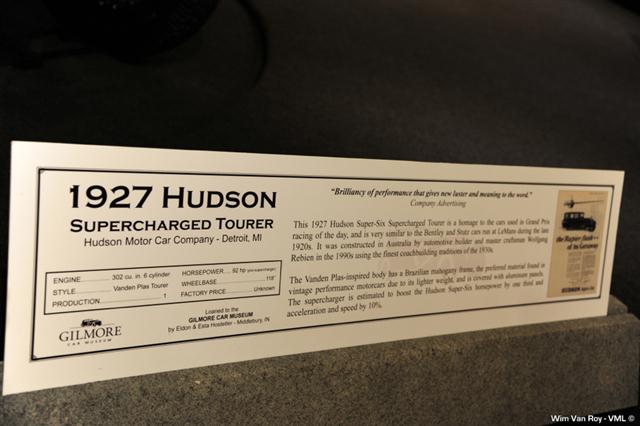 1927 HUDSON
SUPERCHARGED TOURER
Hudson Motor Car Company - Detroit, MI
ENGINE 302 cu. in. 6 cylinder
STYLE Vanden Plas Tourer
PRODUCTION 1
HORSEPOWER 92 hp (pre-supercharger)
WHEELBASE 118"
FACTORY PRICE Unknown
Loaned to the
GILMORE CAR MUSEUM
by Eldon & Esta Hostetler - Middlebury, IN
GILMORE
CAR MUSEUM
"Brilliancy of performance that gives new luster and meaning to the word."
Company Advertising
This 1927 Hudson Super-Six Supercharged Tourer is a homage to the cars used in Grand Prix
racing of the day, and is very similar to the Bentley and Stutz cars run at LeMans during the late
1920s. It was constructed in Australia by automotive builder and master craftsman Wolfgang
Rebien in the 1990s using the finest coachbuilding traditions of the 1930s.
The Vanden Plas-inspired body has a Brazilian mahogany frame, the preferred material found in
vintage performance motorcars due to its lighter weight, and is covered with aluminum panels.
The supercharger is estimated to boost the Hudson Super-Six horsepower by one third and
acceleration and speed by 10%.
HUDSON
Wim Van Roy - VML ©